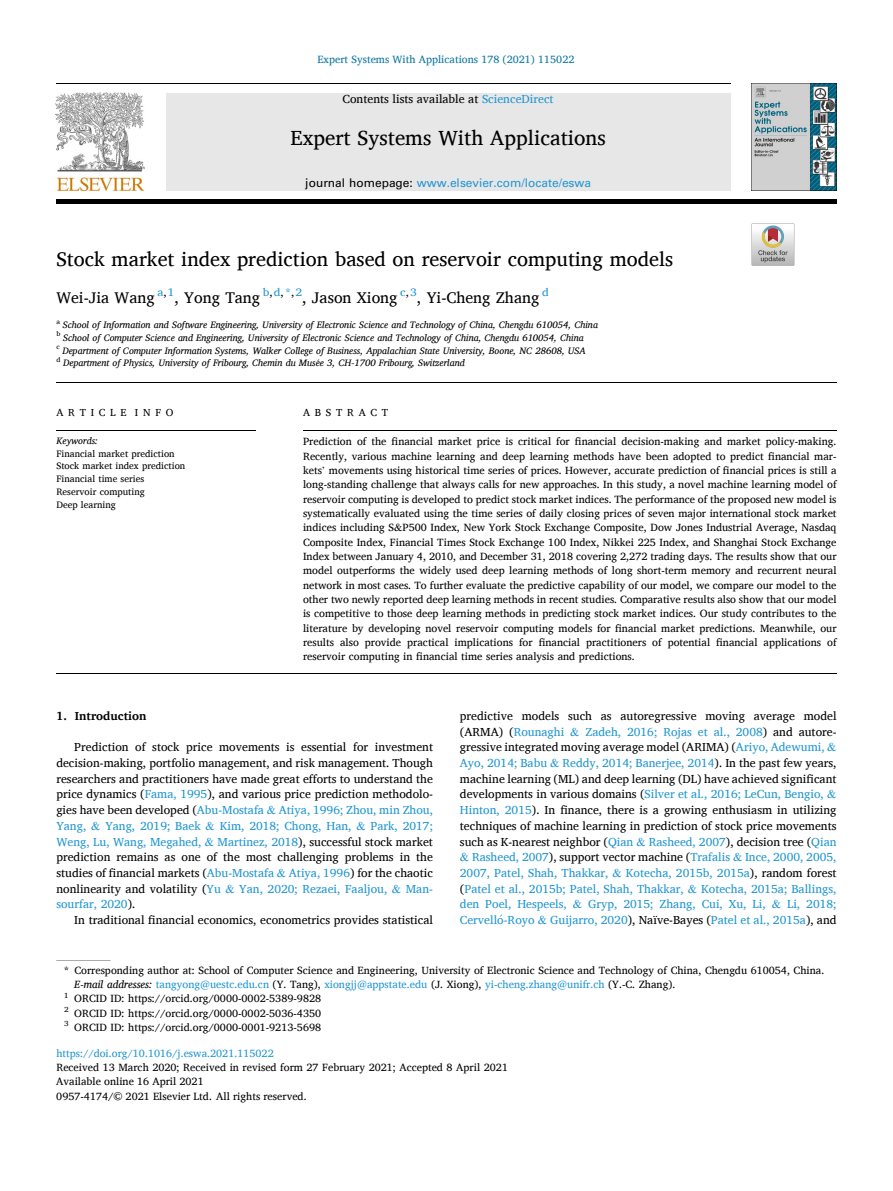 Expert Systems With Applications 178 (2021) 115022
Contents lists available at ScienceDirect
Expert Systems With Applications
journal homepage: www.elsevier.com/locate/eswa
ELSEVIER
Expert
Systems
with
Applications
An International
Journal
Check for
updates
Stock market index prediction based on reservoir computing models
Wei-Jia Wang a,1, Yong Tang b,d,*,2, Jason Xiong c,3, Yi-Cheng Zhang d
a School of Information and Software Engineering, University of Electronic Science and Technology of China, Chengdu 610054, China
b School of Computer Science and Engineering, University of Electronic Science and Technology of China, Chengdu 610054, China
c Department of Computer Information Systems, Walker College of Business, Appalachian State University, Boone, NC 28608, USA
d Department of Physics, University of Fribourg, Chemin du Musée 3, CH-1700 Fribourg, Switzerland
ARTICLE INFO
Keywords:
Financial market prediction
Stock market index prediction
Financial time series
Reservoir computing
Deep learning
ABSTRACT
Prediction of the financial market price is critical for financial decision-making and market policy-making.
Recently, various machine learning and deep learning methods have been adopted to predict financial mar-
kets' movements using historical time series of prices. However, accurate prediction of financial prices is still a
long-standing challenge that always calls for new approaches. In this study, a novel machine learning model of
reservoir computing is developed to predict stock market indices. The performance of the proposed new model is
systematically evaluated using the time series of daily closing prices of seven major international stock market
indices including S&P500 Index, New York Stock Exchange Composite, Dow Jones Industrial Average, Nasdaq
Composite Index, Financial Times Stock Exchange 100 Index, Nikkei 225 Index, and Shanghai Stock Exchange
Index between January 4, 2010, and December 31, 2018 covering 2,272 trading days. The results show that our
model outperforms the widely used deep learning methods of long short-term memory and recurrent neural
network in most cases. To further evaluate the predictive capability of our model, we compare our model to the
other two newly reported deep learning methods in recent studies. Comparative results also show that our model
is competitive to those deep learning methods in predicting stock market indices. Our study contributes to the
literature by developing novel reservoir computing models for financial market predictions. Meanwhile, our
results also provide practical implications for financial practitioners of potential financial applications of
reservoir computing in financial time series analysis and predictions.
1. Introduction
Prediction of stock price movements is essential for investment
decision-making, portfolio management, and risk management. Though
researchers and practitioners have made great efforts to understand the
price dynamics (Fama, 1995), and various price prediction methodolo-
gies have been developed (Abu-Mostafa & Atiya, 1996; Zhou, min Zhou,
Yang, & Yang, 2019; Baek & Kim, 2018; Chong, Han, & Park, 2017;
Weng, Lu, Wang, Megahed, & Martinez, 2018), successful stock market
prediction remains as one of the most challenging problems in the
studies of financial markets (Abu-Mostafa & Atiya, 1996) for the chaotic
nonlinearity and volatility (Yu & Yan, 2020; Rezaei, Faaljou, & Man-
sourfar, 2020).
In traditional financial economics, econometrics provides statistical
predictive models such as autoregressive moving average model
(ARMA) (Rounaghi & Zadeh, 2016; Rojas et al., 2008) and autore-
gressive integrated moving average model (ARIMA) (Ariyo, Adewumi, &
Ayo, 2014; Babu & Reddy, 2014; Banerjee, 2014). In the past few years,
machine learning (ML) and deep learning (DL) have achieved significant
developments in various domains (Silver et al., 2016; LeCun, Bengio, &
Hinton, 2015). In finance, there is a growing enthusiasm in utilizing
techniques of machine learning in prediction of stock price movements
such as K-nearest neighbor (Qian & Rasheed, 2007), decision tree (Qian
& Rasheed, 2007), support vector machine (Trafalis & Ince, 2000, 2005,
2007, Patel, Shah, Thakkar, & Kotecha, 2015b, 2015a), random forest
(Patel et al., 2015b; Patel, Shah, Thakkar, & Kotecha, 2015a; Ballings,
den Poel, Hespeels, & Gryp, 2015; Zhang, Cui, Xu, Li, & Li, 2018;
Cervelló-Royo & Guijarro, 2020), Naïve-Bayes (Patel et al., 2015a), and
* Corresponding author at: School of Computer Science and Engineering, University of Electronic Science and Technology of China, Chengdu 610054, China.
E-mail addresses: tangyong@uestc.edu.cn (Y. Tang), xiongjj@appstate.edu (J. Xiong), yi-cheng.zhang@unifr.ch (Y.-C. Zhang).
1 ORCID ID: https://orcid.org/0000-0002-5389-9828
2 ORCID ID: https://orcid.org/0000-0002-5036-4350
3 ORCID ID: https://orcid.org/0000-0001-9213-5698
https://doi.org/10.1016/j.eswa.2021.115022
Received 13 March 2020; Received in revised form 27 February 2021; Accepted 8 April 2021
Available online 16 April 2021
0957-4174/© 2021 Elsevier Ltd. All rights reserved.